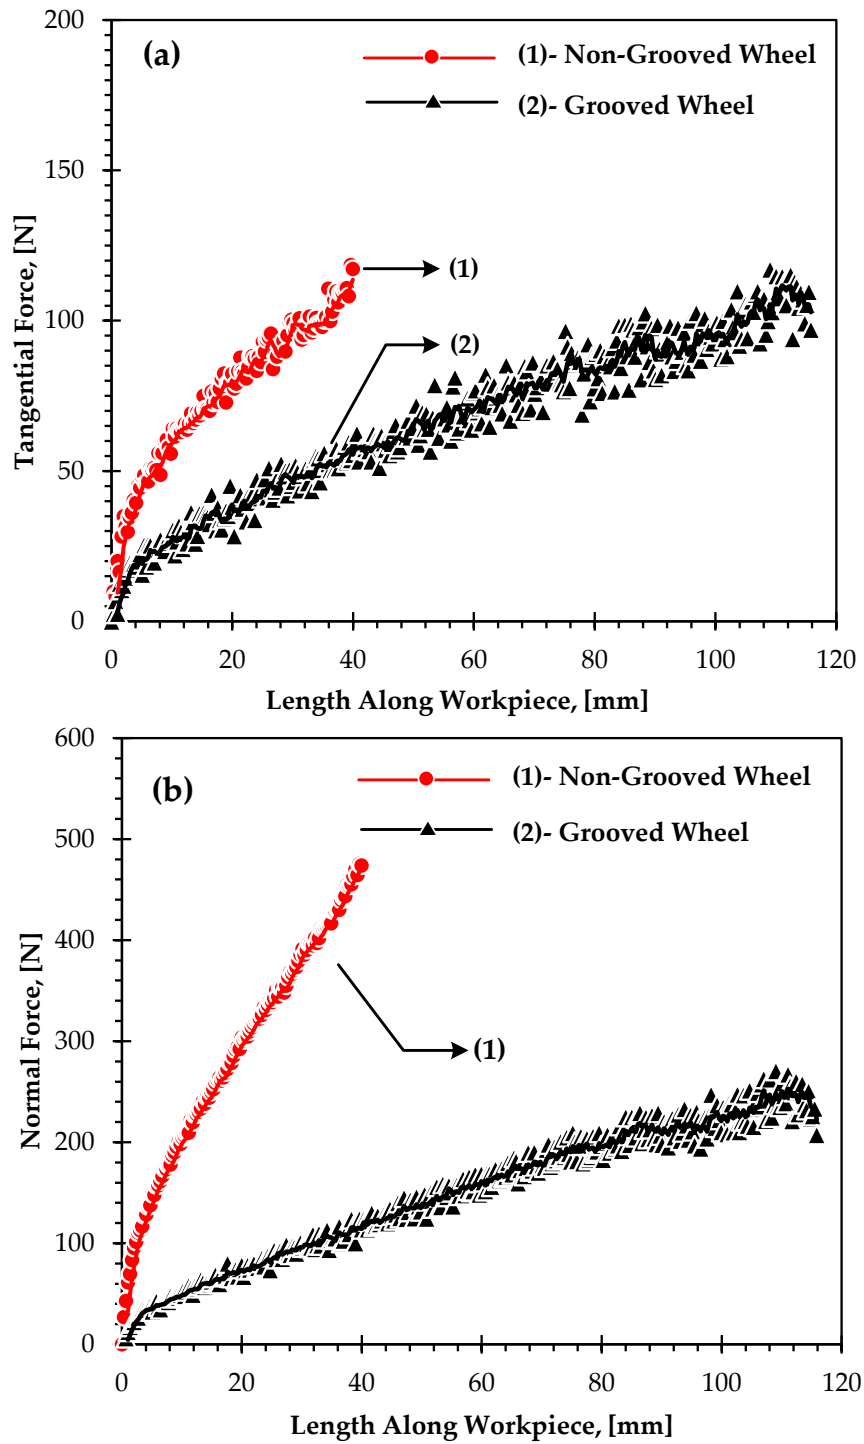 (a)
(1)- Non-Grooved Wheel
(2)- Grooved Wheel
200
150
100
50
0
Tangential Force, [N]
(1)
(2)
0 20 40 60 80 100 120
Length Along Workpiece, [mm]
(b)
(1)- Non-Grooved Wheel
(2)- Grooved Wheel
600
500
400
300
200
100
0
Normal Force, [N]
(1)
0 20 40 60 80 100 120
Length Along Workpiece, [mm]